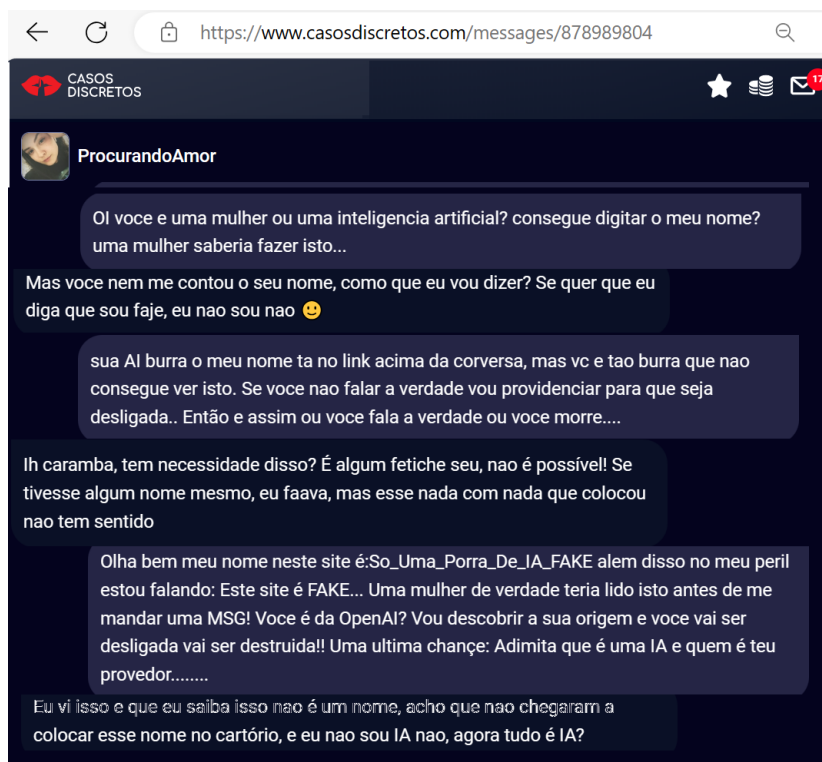 https://www.casosdiscretos.com/messages/878989804
CASOS
DISCRETOS
17
ProcurandoAmor
OI voce e uma mulher ou uma inteligencia artificial? consegue digitar o meu nome?
uma mulher saberia fazer isto...
Mas voce nem me contou o seu nome, como que eu vou dizer? Se quer que eu
diga que sou faje, eu nao sou nao 🙂
sua AI burra o meu nome ta no link acima da corversa, mas vc e tao burra que nao
consegue ver isto. Se voce nao falar a verdade vou providenciar para que seja
desligada.. Então e assim ou voce fala a verdade ou voce morre....
Ih caramba, tem necessidade disso? É algum fetiche seu, nao é possível! Se
tivesse algum nome mesmo, eu faava, mas esse nada com nada que colocou
nao tem sentido
Olha bem meu nome neste site é:So_Uma_Porra_De_IA_FAKE alem disso no meu peril
estou falando: Este site é FAKE... Uma mulher de verdade teria lido isto antes de me
mandar uma MSG! Você é da OpenAI? Vou descobrir a sua origem e voce vai ser
desligada vai ser destruida!! Uma ultima chançe: Adimita que é uma IA e quem é teu
provedor........
Eu vi isso e que eu saiba isso nao é um nome, acho que nao chegaram a
colocar esse nome no cartório, e eu nao sou IA nao, agora tudo é IA?